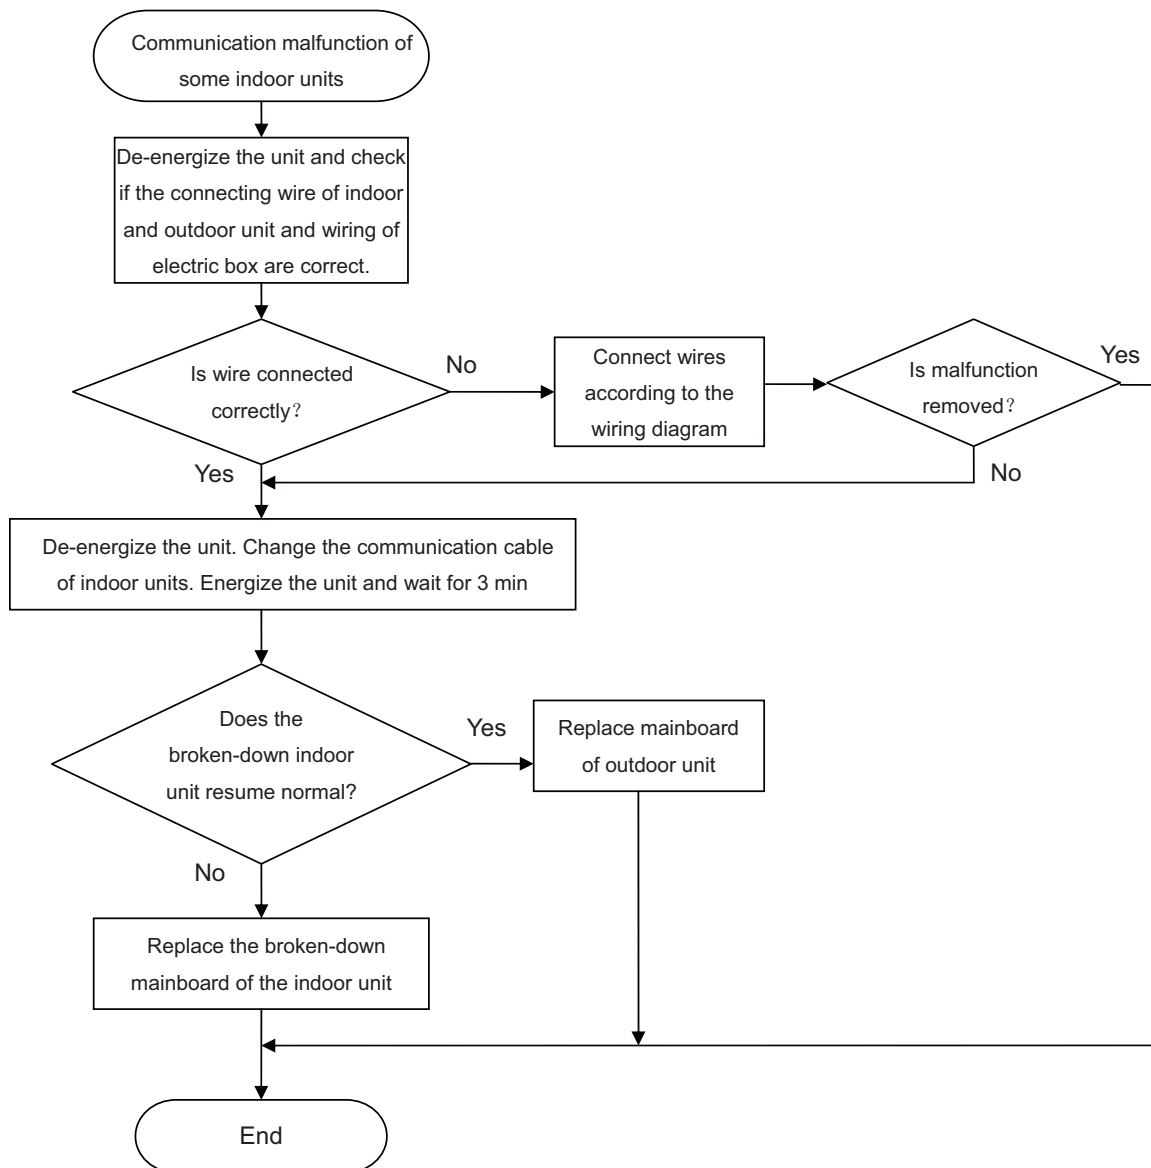 Communication malfunction of
some indoor units
De-energize the unit and check
if the connecting wire of indoor
and outdoor unit and wiring of
electric box are correct.
Is wire connected
correctly？
No
Connect wires
according to the
wiring diagram
Is malfunction
removed？
Yes
Yes
No
De-energize the unit. Change the communication cable
of indoor units. Energize the unit and wait for 3 min
Does the
broken-down indoor
unit resume normal?
Yes
Replace mainboard
of outdoor unit
No
Replace the broken-down
mainboard of the indoor unit
End